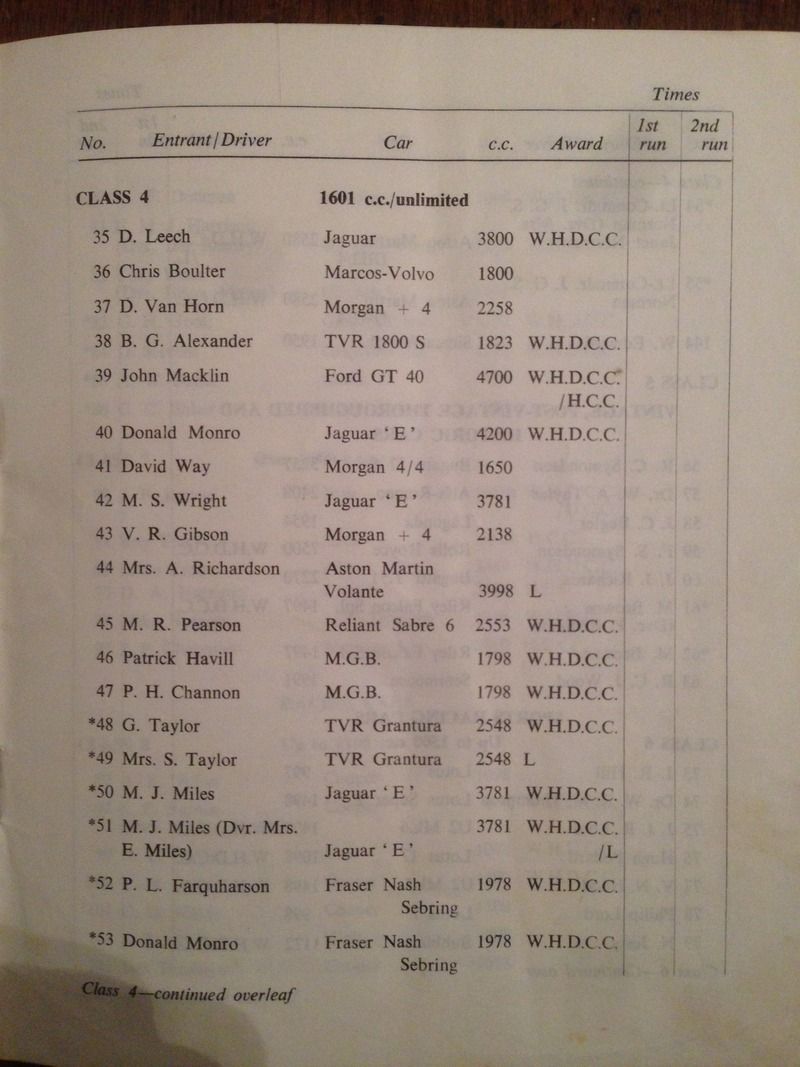 Times
No. Entrant/Driver Car c.c. Award 1st run 2nd run
CLASS 4 1601 c.c./unlimited
35 D. Leech Jaguar 3800 W.H.D.C.C.
36 Chris Boulter Marcos-Volvo 1800
37 D. Van Horn Morgan + 4 2258
38 B. G. Alexander TVR 1800 S 1823 W.H.D.C.C.
39 John Macklin Ford GT 40 4700 W.H.D.C.C.
/H.C.C.
40 Donald Monro Jaguar ‘E’ 4200 W.H.D.C.C.
41 David Way Morgan 4/4 1650
42 M. S. Wright Jaguar ‘E’ 3781
43 V. R. Gibson Morgan + 4 2138
44 Mrs. A. Richardson Aston Martin
Volante 3998 L
45 M. R. Pearson Reliant Sabre 6 2553 W.H.D.C.C.
46 Patrick Havill M.G.B. 1798 W.H.D.C.C.
47 P. H. Channon M.G.B. 1798 W.H.D.C.C.
*48 G. Taylor TVR Grantura 2548 W.H.D.C.C.
*49 Mrs. S. Taylor TVR Grantura 2548 L
*50 M. J. Miles Jaguar ‘E’ 3781 W.H.D.C.C.
*51 M. J. Miles (Dvr. Mrs. 3781 W.H.D.C.C.
E. Miles) Jaguar ‘E’ /L
*52 P. L. Farquharson Fraser Nash 1978 W.H.D.C.C.
Sebring
*53 Donald Monro Fraser Nash 1978 W.H.D.C.C.
Sebring
Class 4—continued overleaf